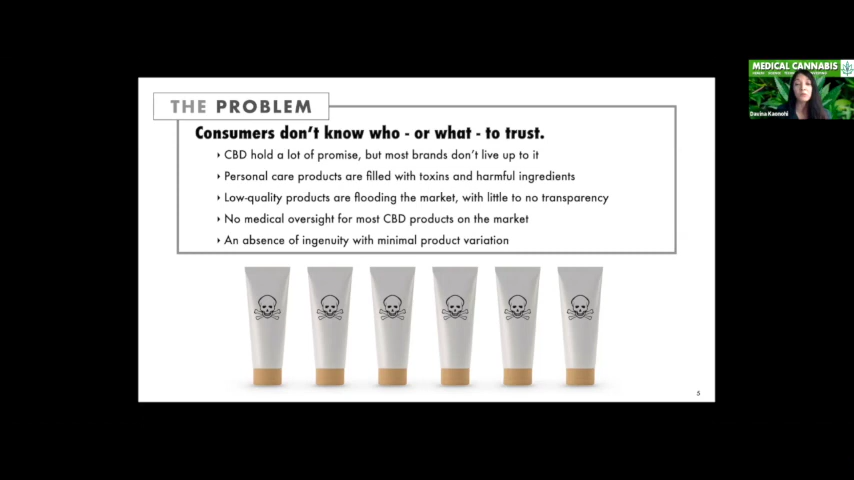 THE PROBLEM
Consumers don't know who - or what - to trust.
CBD hold a lot of promise, but most brands don't live up to it
Personal care products are filled with toxins and harmful ingredients
Low-quality products are flooding the market, with little to no transparency
No medical oversight for most CBD products on the market
An absence of ingenuity with minimal product variation
5
MEDICAL CANNABIS
Davina Kaonohi